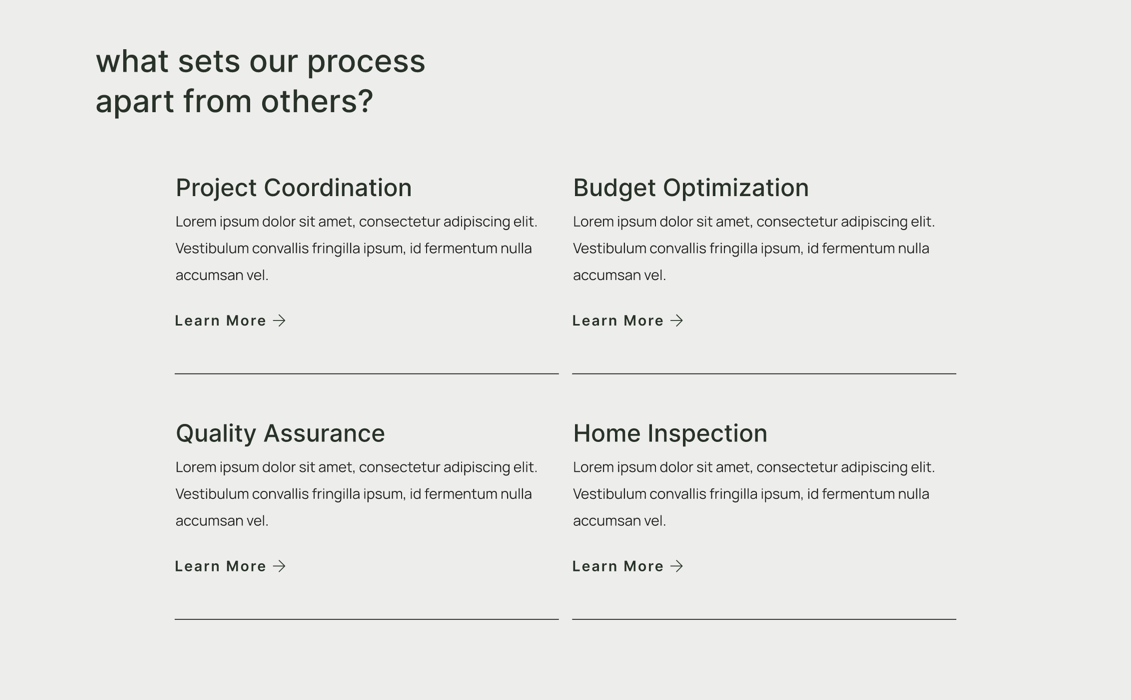 what sets our process
apart from others?
Project Coordination
Lorem ipsum dolor sit amet, consectetur adipiscing elit.
Vestibulum convallis fringilla ipsum, id fermentum nulla
accumsan vel.
Learn More →
Budget Optimization
Lorem ipsum dolor sit amet, consectetur adipiscing elit.
Vestibulum convallis fringilla ipsum, id fermentum nulla
accumsan vel.
Learn More →
Quality Assurance
Lorem ipsum dolor sit amet, consectetur adipiscing elit.
Vestibulum convallis fringilla ipsum, id fermentum nulla
accumsan vel.
Learn More →
Home Inspection
Lorem ipsum dolor sit amet, consectetur adipiscing elit.
Vestibulum convallis fringilla ipsum, id fermentum nulla
accumsan vel.
Learn More →